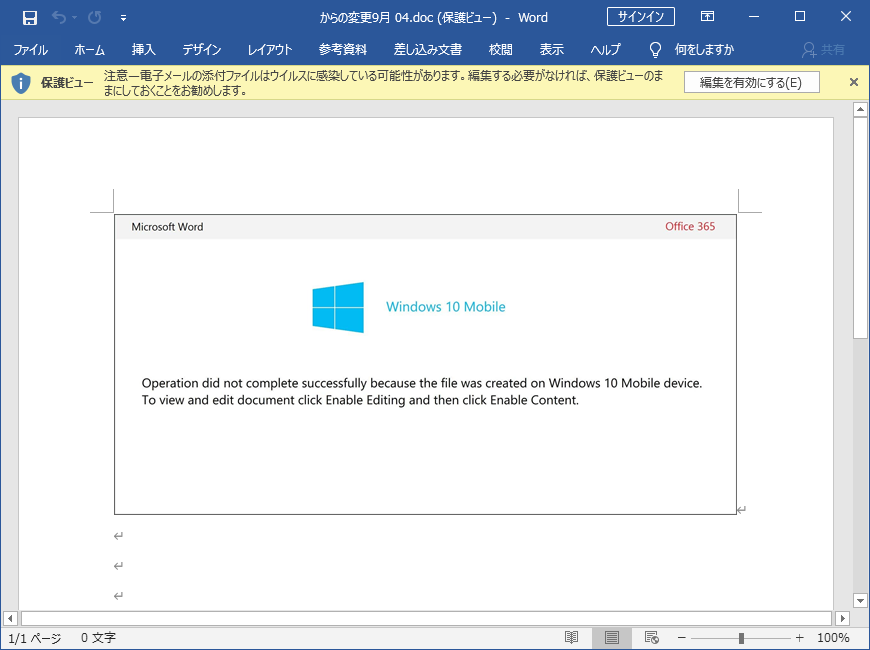 からの変更9月 04.doc (保護ビュー) - Word
サインイン
ファイル ホーム 挿入 デザイン レイアウト 参考資料 差し込み文書 校閲 表示 ヘルプ 何をしますか 共有
保護ビュー
注意—電子メールの添付ファイルはウイルスに感染している可能性があります。編集する必要がなければ、保護ビューのま
まにしておくことをお勧めします。
編集を有効にする(E)
Microsoft Word
Office 365
Windows 10 Mobile
Operation did not complete successfully because the file was created on Windows 10 Mobile device.
To view and edit document click Enable Editing and then click Enable Content.
1/1 ページ 0 文字
100%